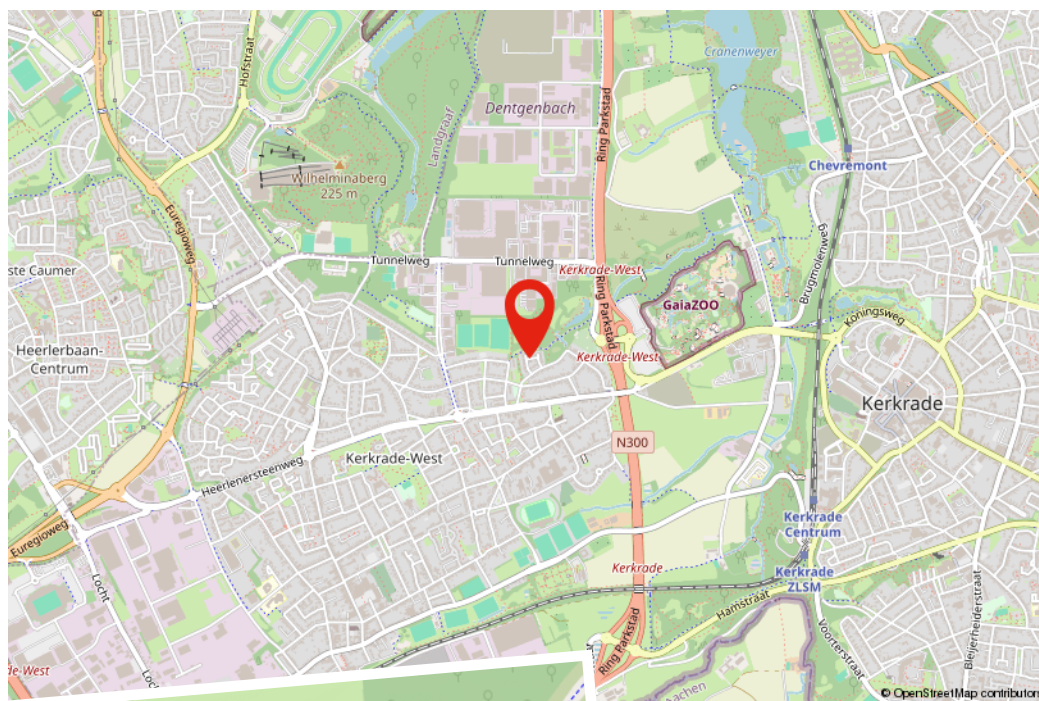 Hofstraat
Cranenweyer
Dentgenbach
Ring Parkstad
Landgraaf
Chevremont
Wilhelminaberg
225 m
Euregioweg
Brugmolenweg
Tunnelweg
Tunnelweg
Kerkrade-West
ste Caumer
Ring Parkstad
GaiaZOO
Koningsweg
Heerlerbaan-
Centrum
Kerkrade-West
Kerkrade
N300
Kerkrade-West
Heerlenersteenweg
Euregioweg
Kerkrade
Centrum
Kerkrade
Kerkrade
ZLSM
Locht
Hamstraat
Bleijerheiderstraat
Voorterstraat
Ring Parkstad
de-West
Locht
Aachen
© OpenStreetMap contributors